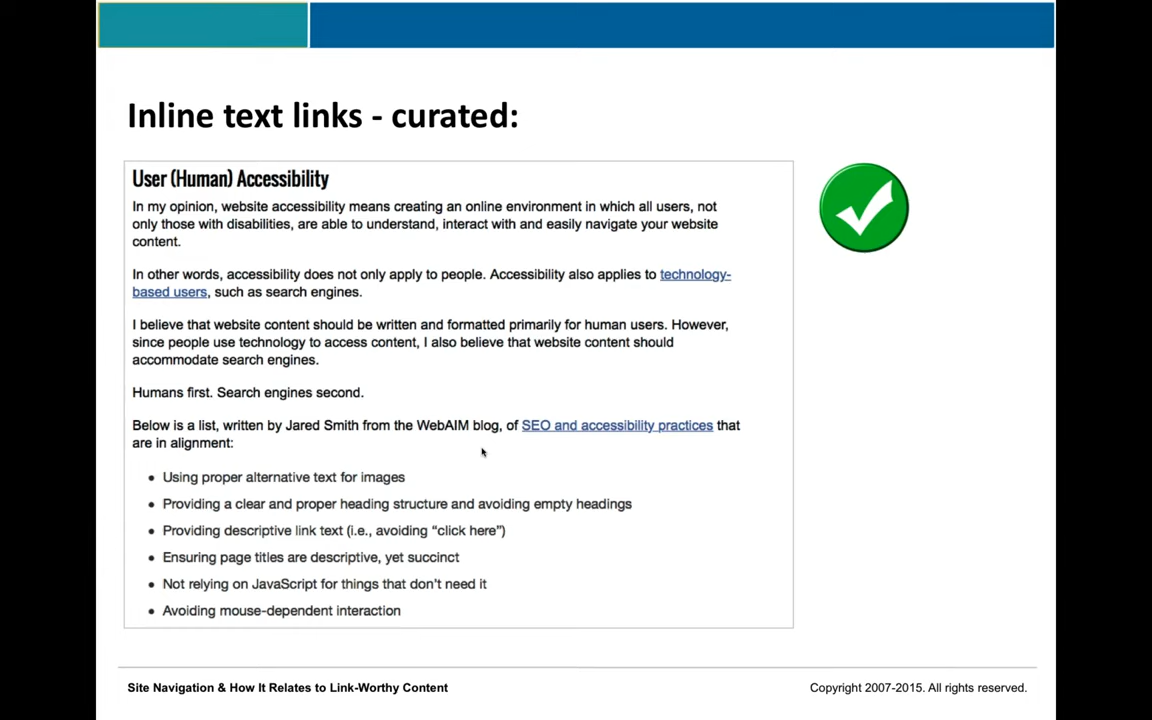 Inline text links - curated:
User (Human) Accessibility
In my opinion, website accessibility means creating an online environment in which all users, not
only those with disabilities, are able to understand, interact with and easily navigate your website
content.
In other words, accessibility does not only apply to people. Accessibility also applies to technology-
based users, such as search engines.
I believe that website content should be written and formatted primarily for human users. However,
since people use technology to access content, I also believe that website content should
accommodate search engines.
Humans first. Search engines second.
Below is a list, written by Jared Smith from the WebAIM blog, of SEO and accessibility practices that
are in alignment:
• Using proper alternative text for images
• Providing a clear and proper heading structure and avoiding empty headings
• Providing descriptive link text (i.e., avoiding “click here”)
• Ensuring page titles are descriptive, yet succinct
• Not relying on JavaScript for things that don’t need it
• Avoiding mouse-dependent interaction
Site Navigation & How It Relates to Link-Worthy Content
Copyright 2007-2015. All rights reserved.